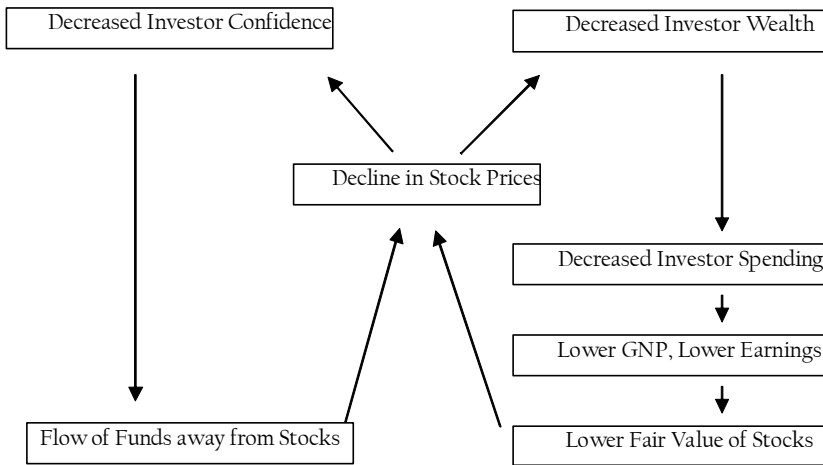 Decreased Investor Confidence
Decreased Investor Wealth
Decline in Stock Prices
Decreased Investor Spending
Lower GNP, Lower Earnings
Flow of Funds away from Stocks
Lower Fair Value of Stocks